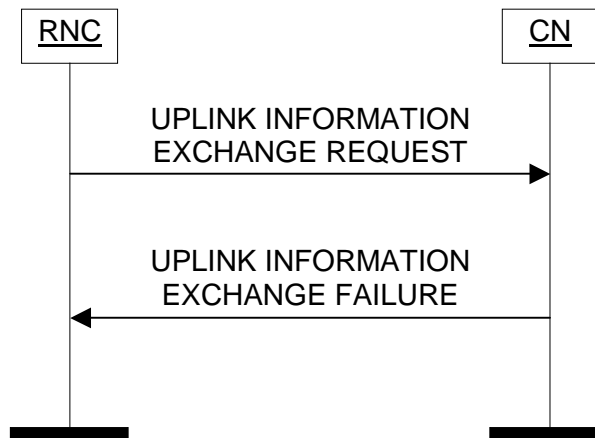 RNC
CN
UPLINK INFORMATION
EXCHANGE REQUEST
UPLINK INFORMATION
EXCHANGE FAILURE